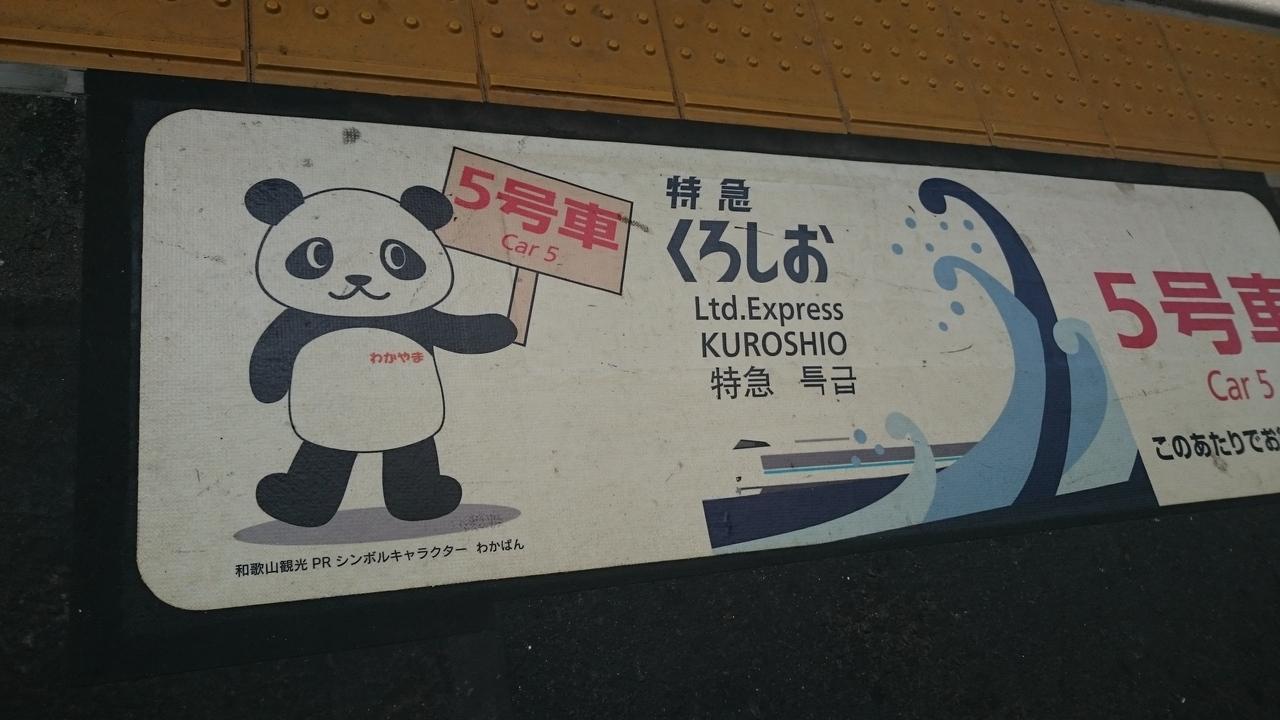 5号車
Car 5
わかやま
和歌山観光 PR シンボルキャラクター わかぱん
特急
くろしお
Ltd.Express
KUROSHIO
特急 특급
5号車
Car 5
このあたりでお